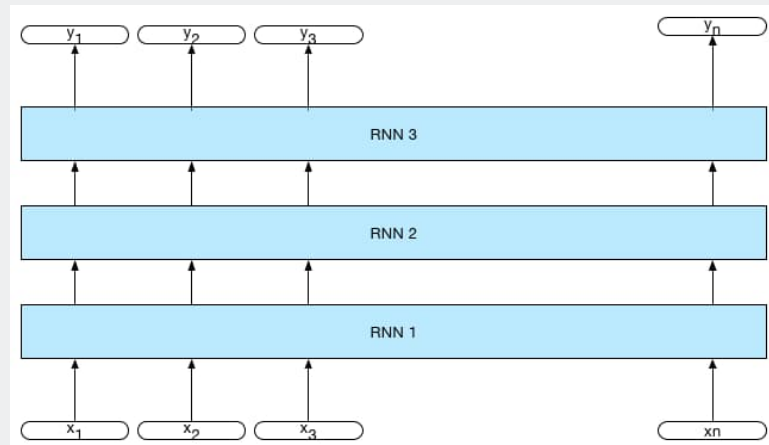 y₁ y₂ y₃ yₙ
RNN 3
RNN 2
RNN 1
x₁ x₂ x₃ xn